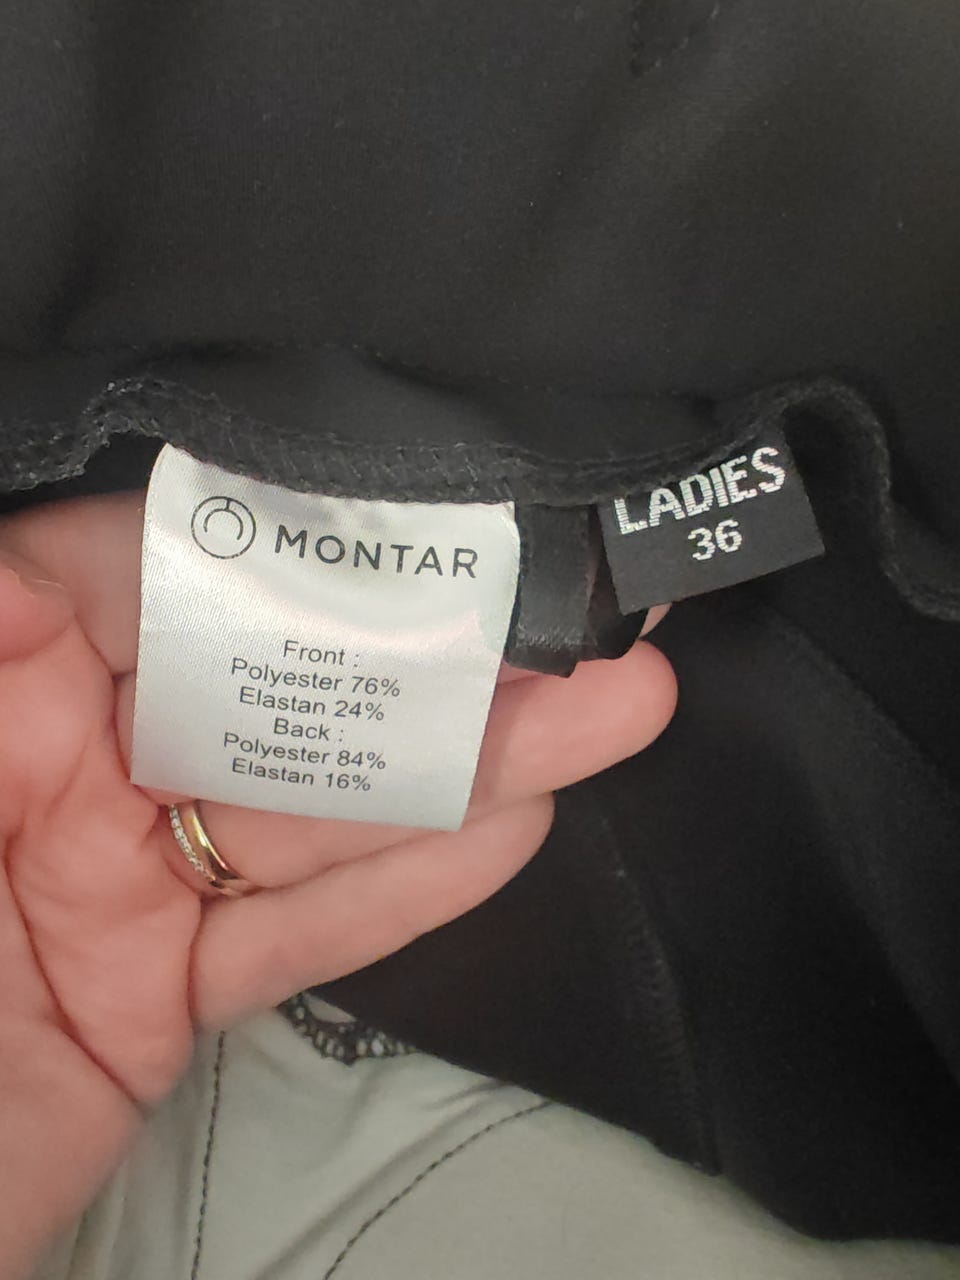 MONTAR
Front :
Polyester 76%
Elastan 24%
Back :
Polyester 84%
Elastan 16%
LADIES
36